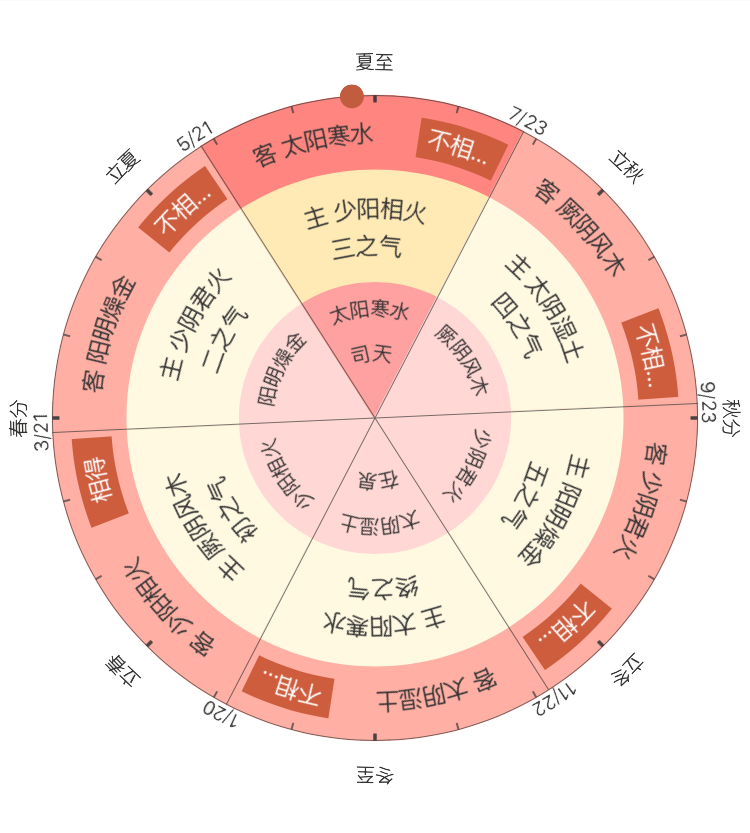 夏至
5/21
7/23
立夏
立秋
客 太阳寒水
不相...
主 少阳相火
三之气
太阳寒水
司天
客 厥阴风木
不相...
主 太阴湿土
四之气
厥阴风木
9/23
秋分
客 少阴君火
不相...
主 阳明燥金
五之气
少阴君火
立冬
11/22
客 太阴湿土
不相...
主 太阳寒水
终之气
太阴湿土
在泉
冬至
1/20
立春
客 少阳相火
相得
主 厥阴风木
初之气
少阳相火
3/21
春分
客 阳明燥金
不相...
主 少阴君火
二之气
阳明燥金